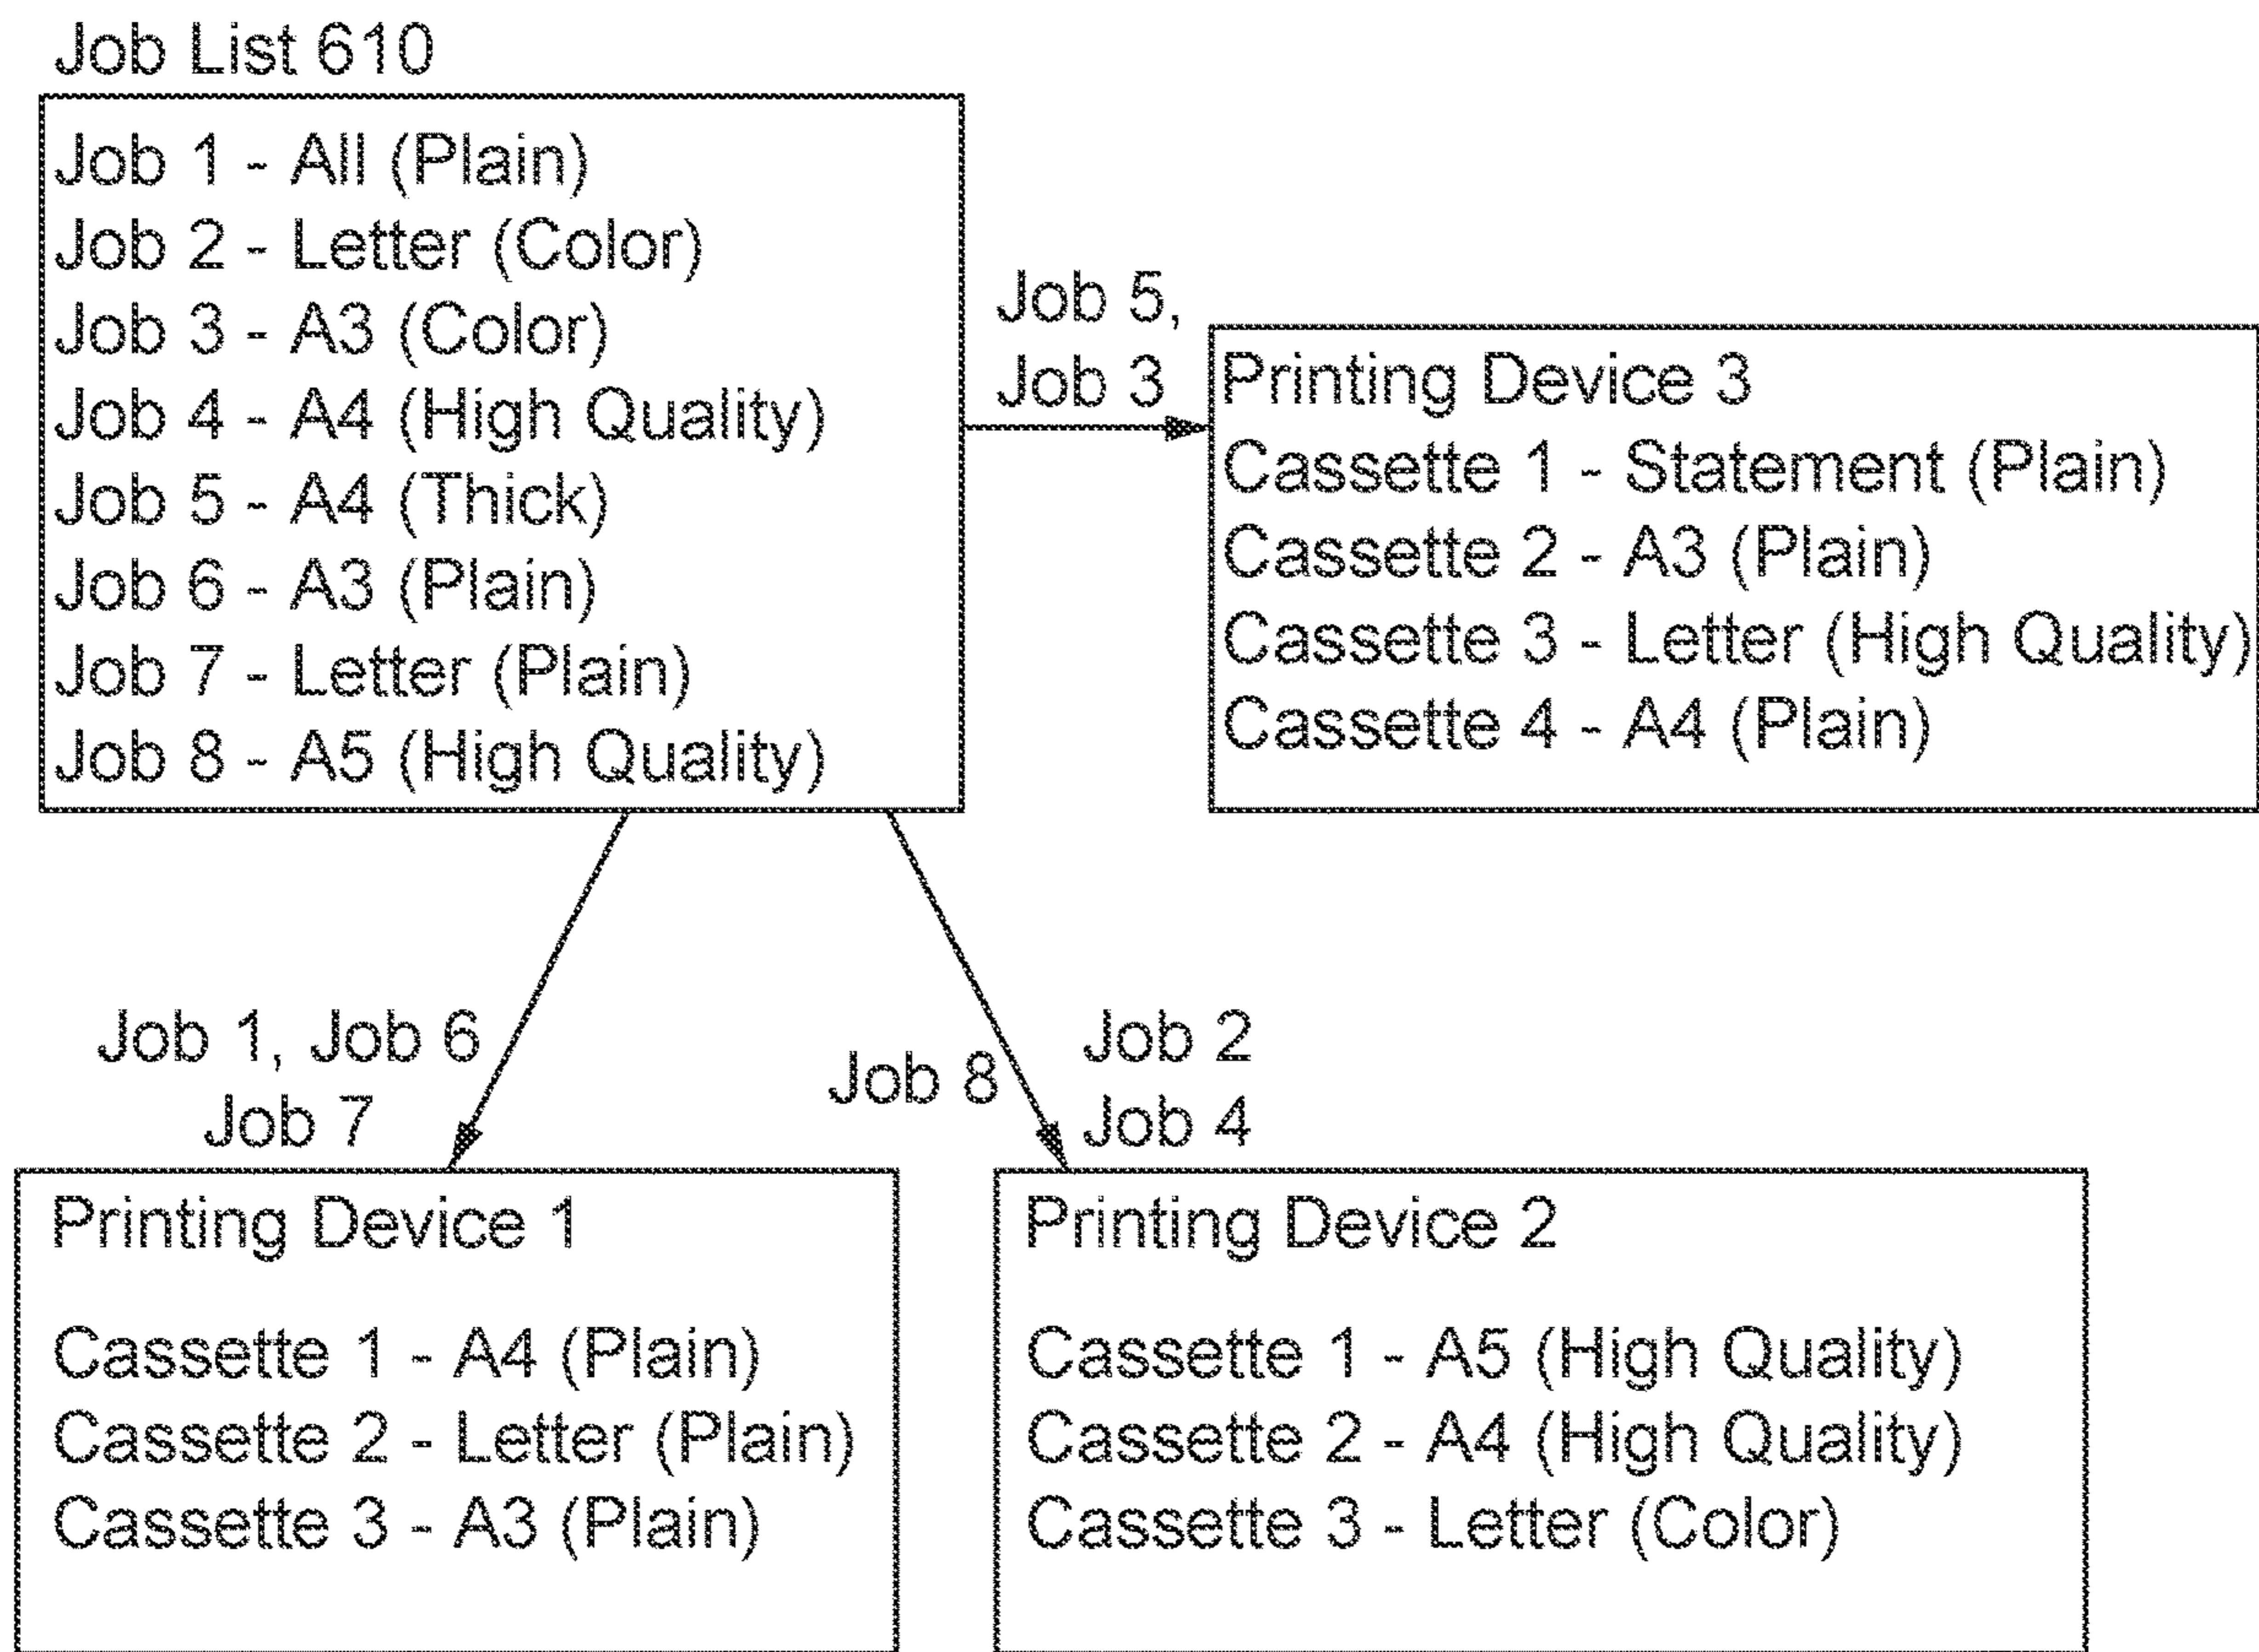 Job List 610
Job 1 - All (Plain)
Job 2 - Letter (Color)
Job 3 - A3 (Color)
Job 4 - A4 (High Quality)
Job 5 - A4 (Thick)
Job 6 - A3 (Plain)
Job 7 - Letter (Plain)
Job 8 - A5 (High Quality)
Job 5,
Job 3
Printing Device 3
Cassette 1 - Statement (Plain)
Cassette 2 - A3 (Plain)
Cassette 3 - Letter (High Quality)
Cassette 4 - A4 (Plain)
Job 1, Job 6
Job 7
Job 8
Job 2
Job 4
Printing Device 1
Cassette 1 - A4 (Plain)
Cassette 2 - Letter (Plain)
Cassette 3 - A3 (Plain)
Printing Device 2
Cassette 1 - A5 (High Quality)
Cassette 2 - A4 (High Quality)
Cassette 3 - Letter (Color)